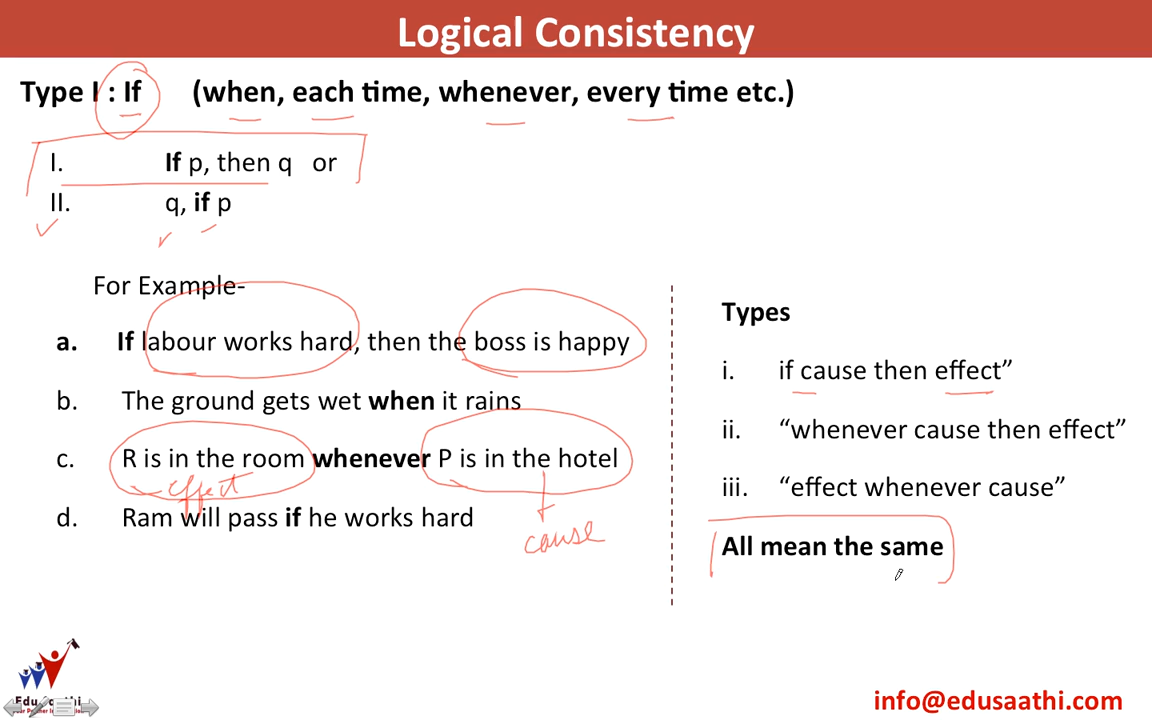 Logical Consistency
Type I : If (when, each time, whenever, every time etc.)
I. If p, then q or
II. q, if p
For Example-
a. If labour works hard, then the boss is happy
b. The ground gets wet when it rains
c. R is in the room whenever P is in the hotel
effect
d. Ram will pass if he works hard
cause
Types
i. if cause then effect”
ii. “whenever cause then effect”
iii. “effect whenever cause”
All mean the same
info@edusaathi.com